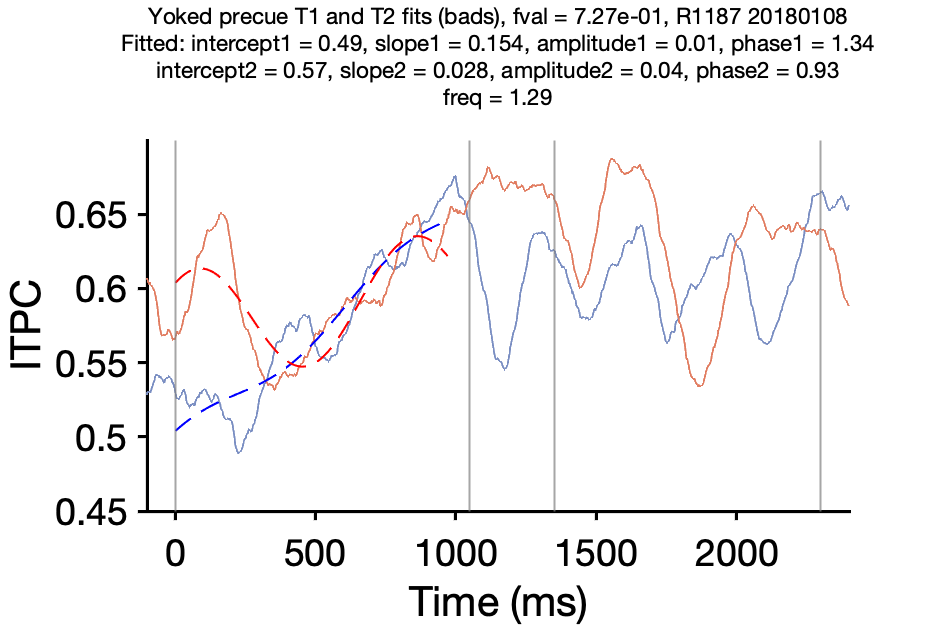 Yoked precue T1 and T2 fits (bads), fval = 7.27e-01, R1187 20180108
Fitted: intercept1 = 0.49, slope1 = 0.154, amplitude1 = 0.01, phase1 = 1.34
intercept2 = 0.57, slope2 = 0.028, amplitude2 = 0.04, phase2 = 0.93
freq = 1.29
0.65
0.6
0.55
0.5
0.45
ITPC
0 500 1000 1500 2000
Time (ms)